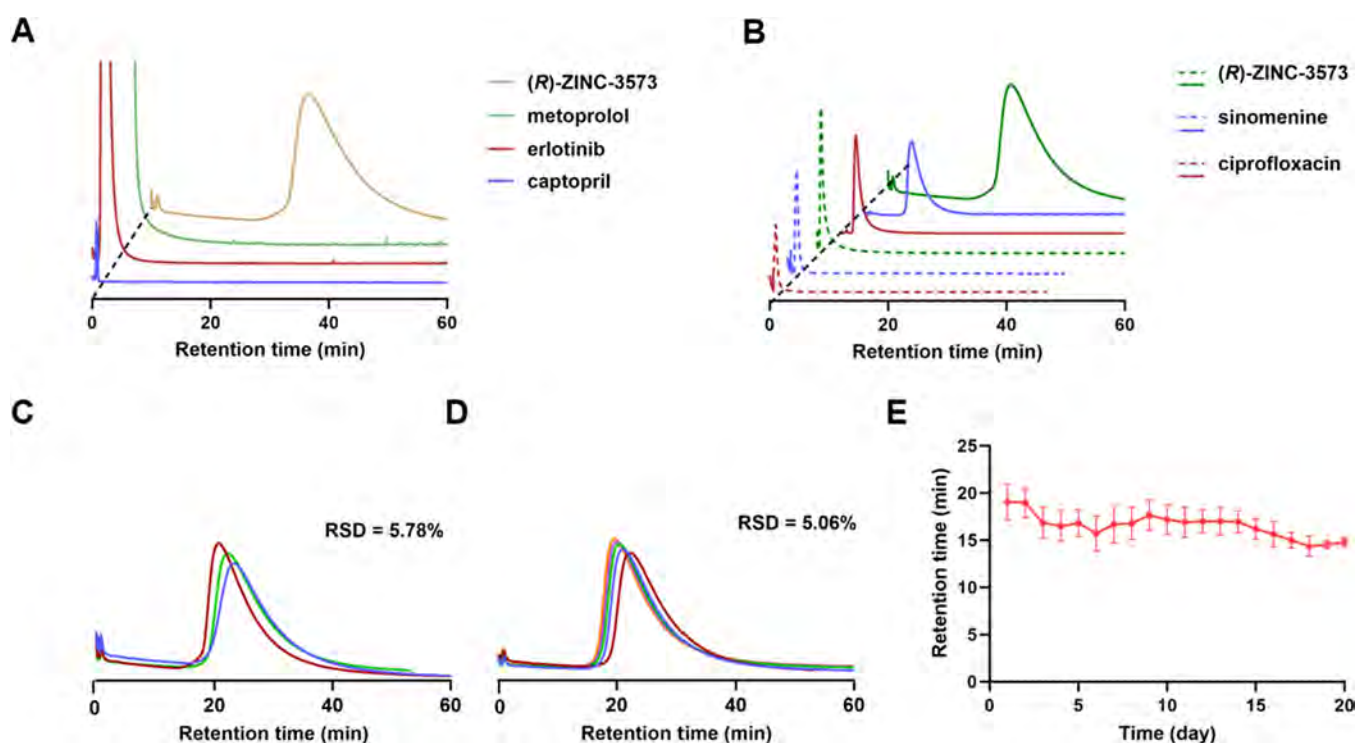 A
(R)-ZINC-3573
metoprolol
erlotinib
captopril
0 20 40 60
Retention time (min)
B
(R)-ZINC-3573
sinomenine
ciprofloxacin
0 20 40 60
Retention time (min)
C
RSD = 5.78%
0 20 40 60
Retention time (min)
D
RSD = 5.06%
0 20 40 60
Retention time (min)
E
Retention time (min)
25
20
15
10
5
0
0 5 10 15 20
Time (day)